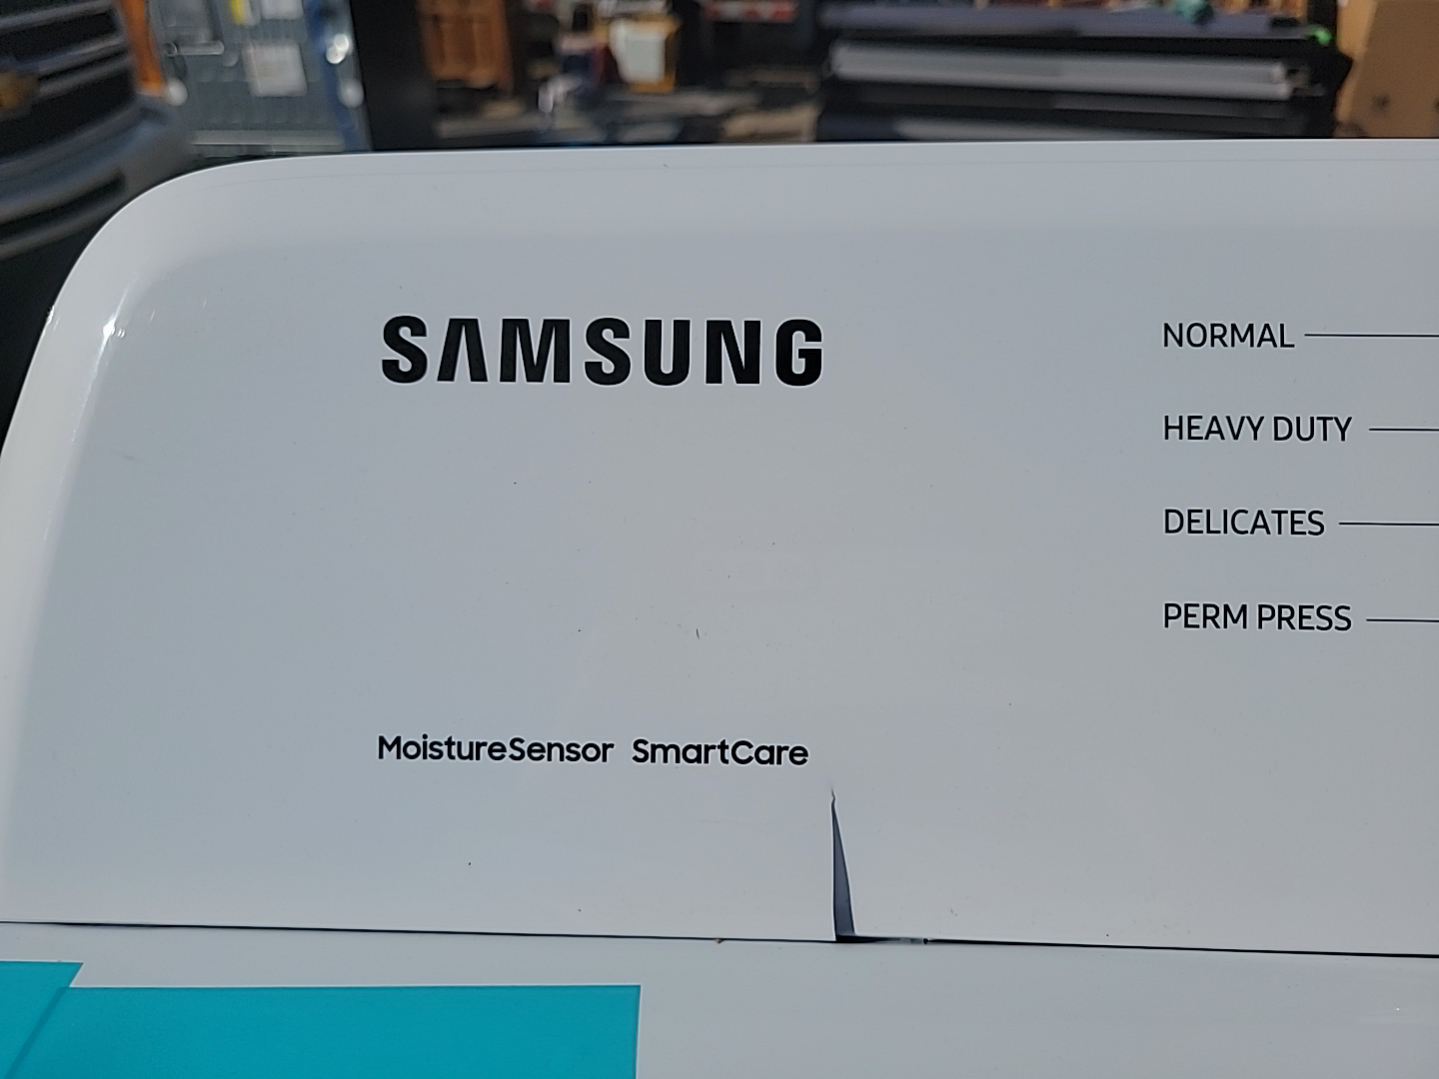 SAMSUNG
NORMAL
HEAVY DUTY
DELICATES
PERM PRESS
MoistureSensor SmartCare